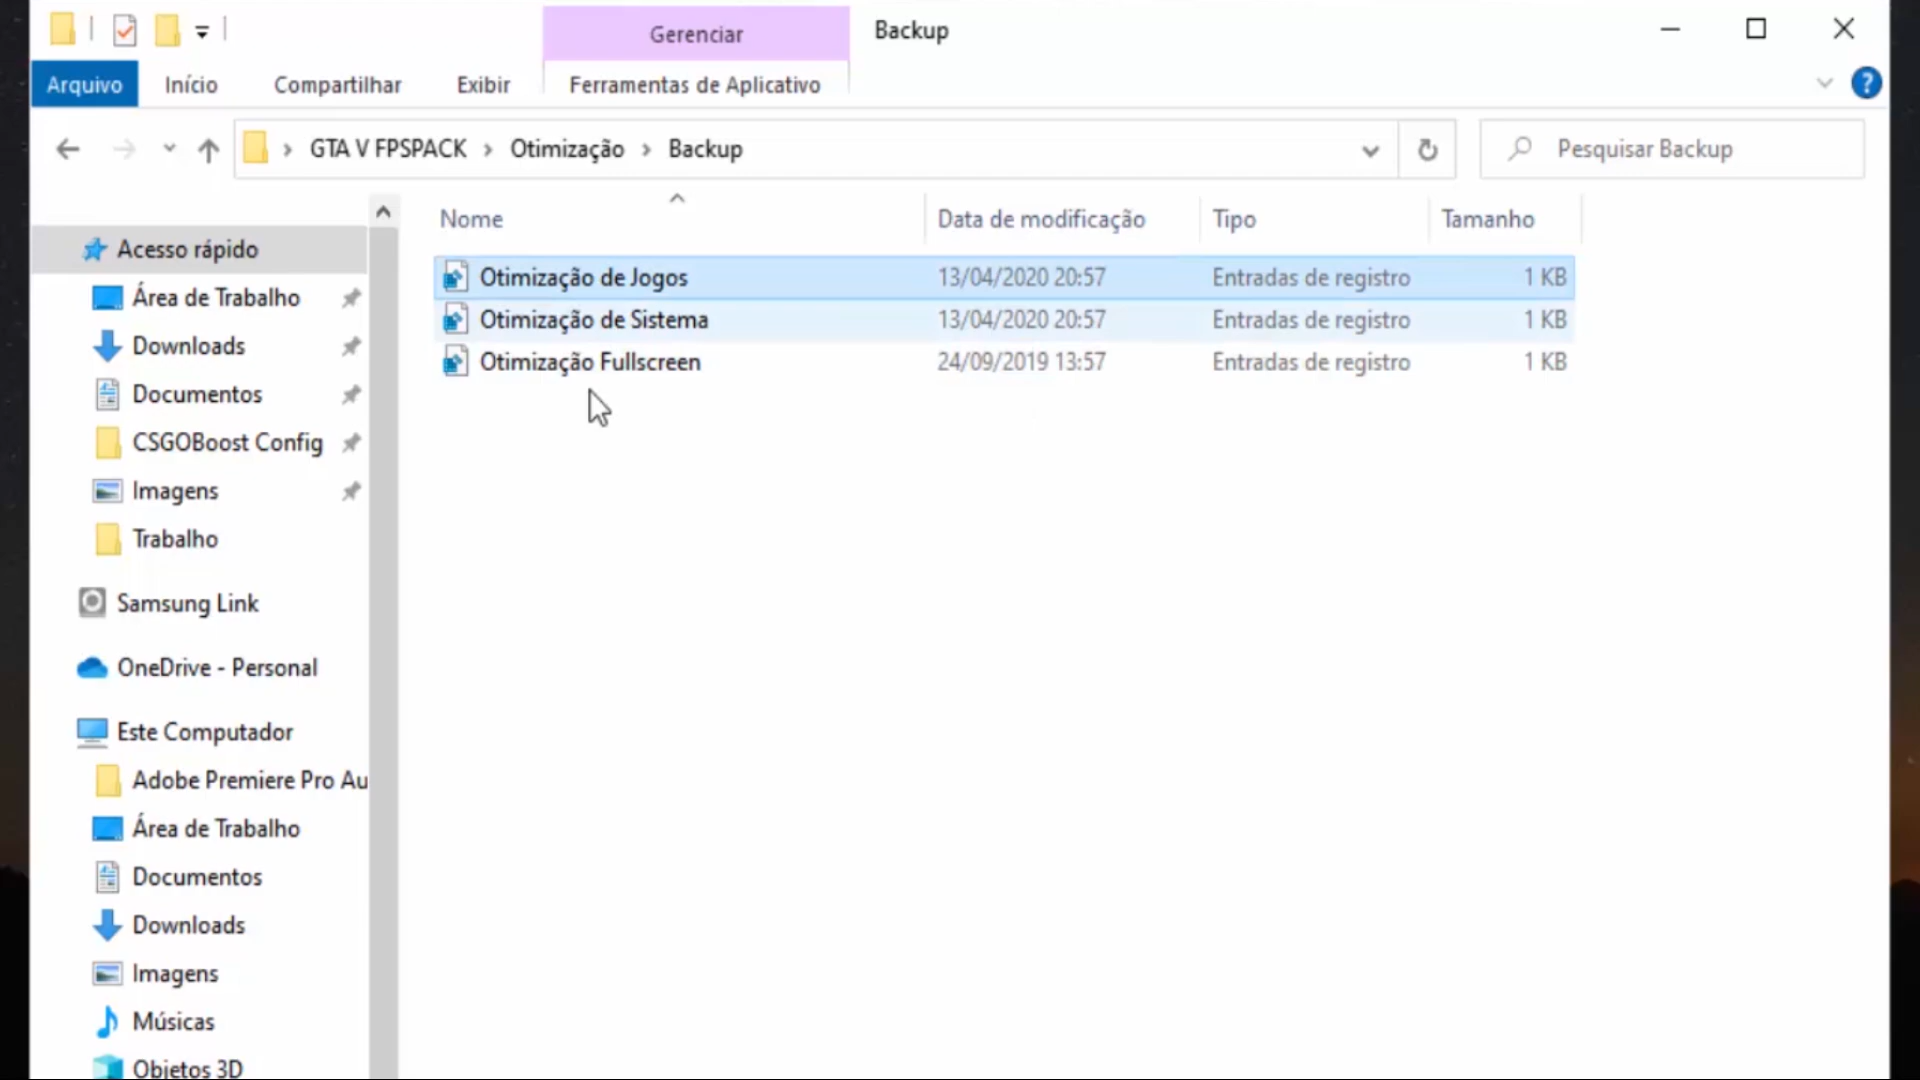 Gerenciar
Backup
Arquivo Início Compartilhar Exibir Ferramentas de Aplicativo
GTA V FPSPACK Otimização Backup
Pesquisar Backup
Nome Data de modificação Tipo Tamanho
Otimização de Jogos 13/04/2020 20:57 Entradas de registro 1 KB
Otimização de Sistema 13/04/2020 20:57 Entradas de registro 1 KB
Otimização Fullscreen 24/09/2019 13:57 Entradas de registro 1 KB
Acesso rápido
Área de Trabalho
Downloads
Documentos
CSGOBoost Config
Imagens
Trabalho
Samsung Link
OneDrive - Personal
Este Computador
Adobe Premiere Pro Au
Área de Trabalho
Documentos
Downloads
Imagens
Músicas
Objetos 3D